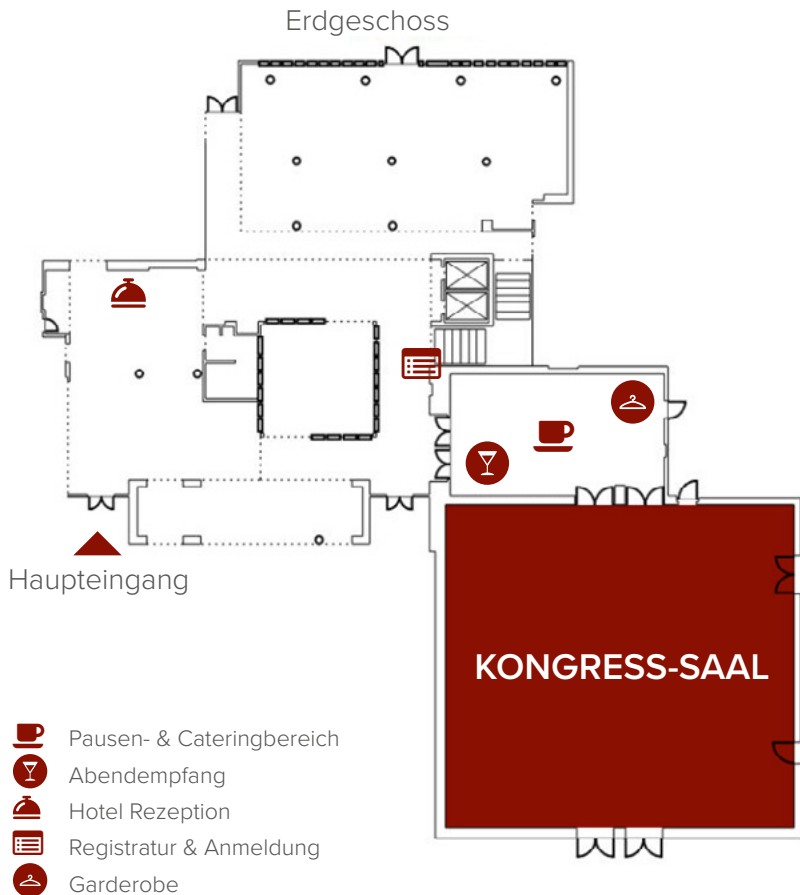 Erdgeschoss
Haupteingang
KONGRESS-SAAL
Pausen- & Cateringbereich
Abendempfang
Hotel Rezeption
Registratur & Anmeldung
Garderobe